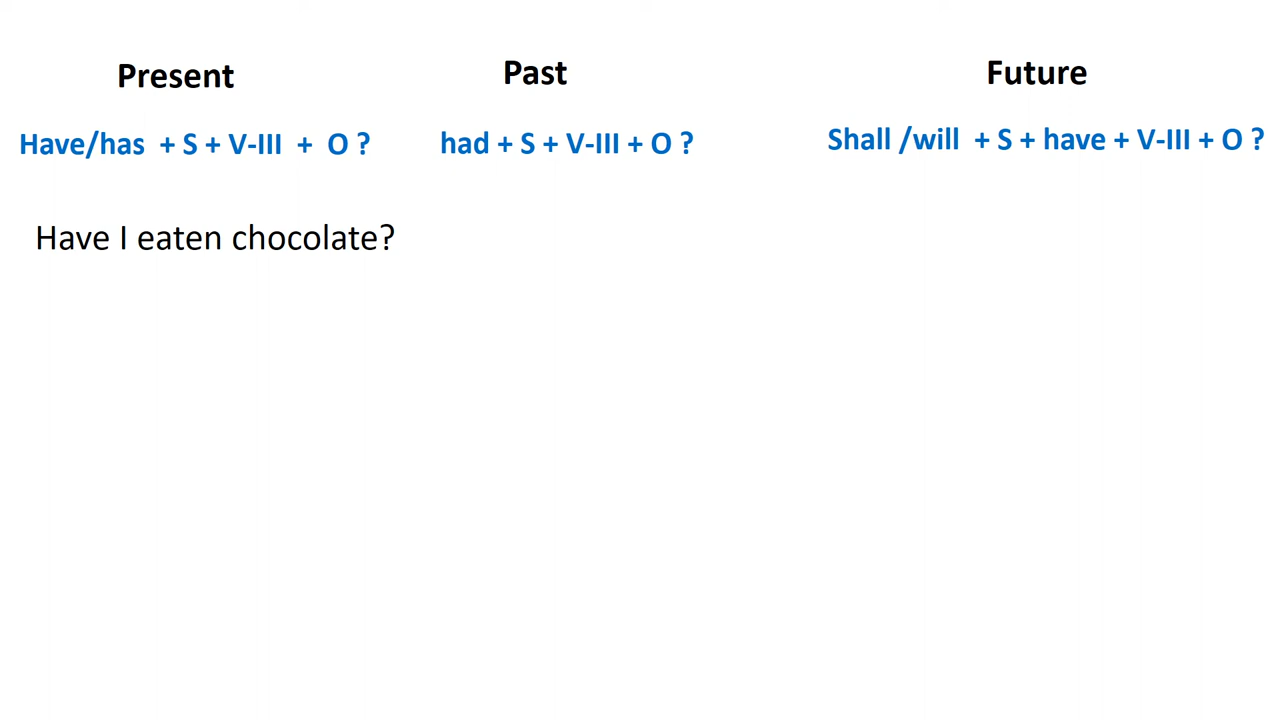 Present
Past
Future
Have/has + S + V-III + O ?
had + S + V-III + O ?
Shall /will + S + have + V-III + O ?
Have I eaten chocolate?